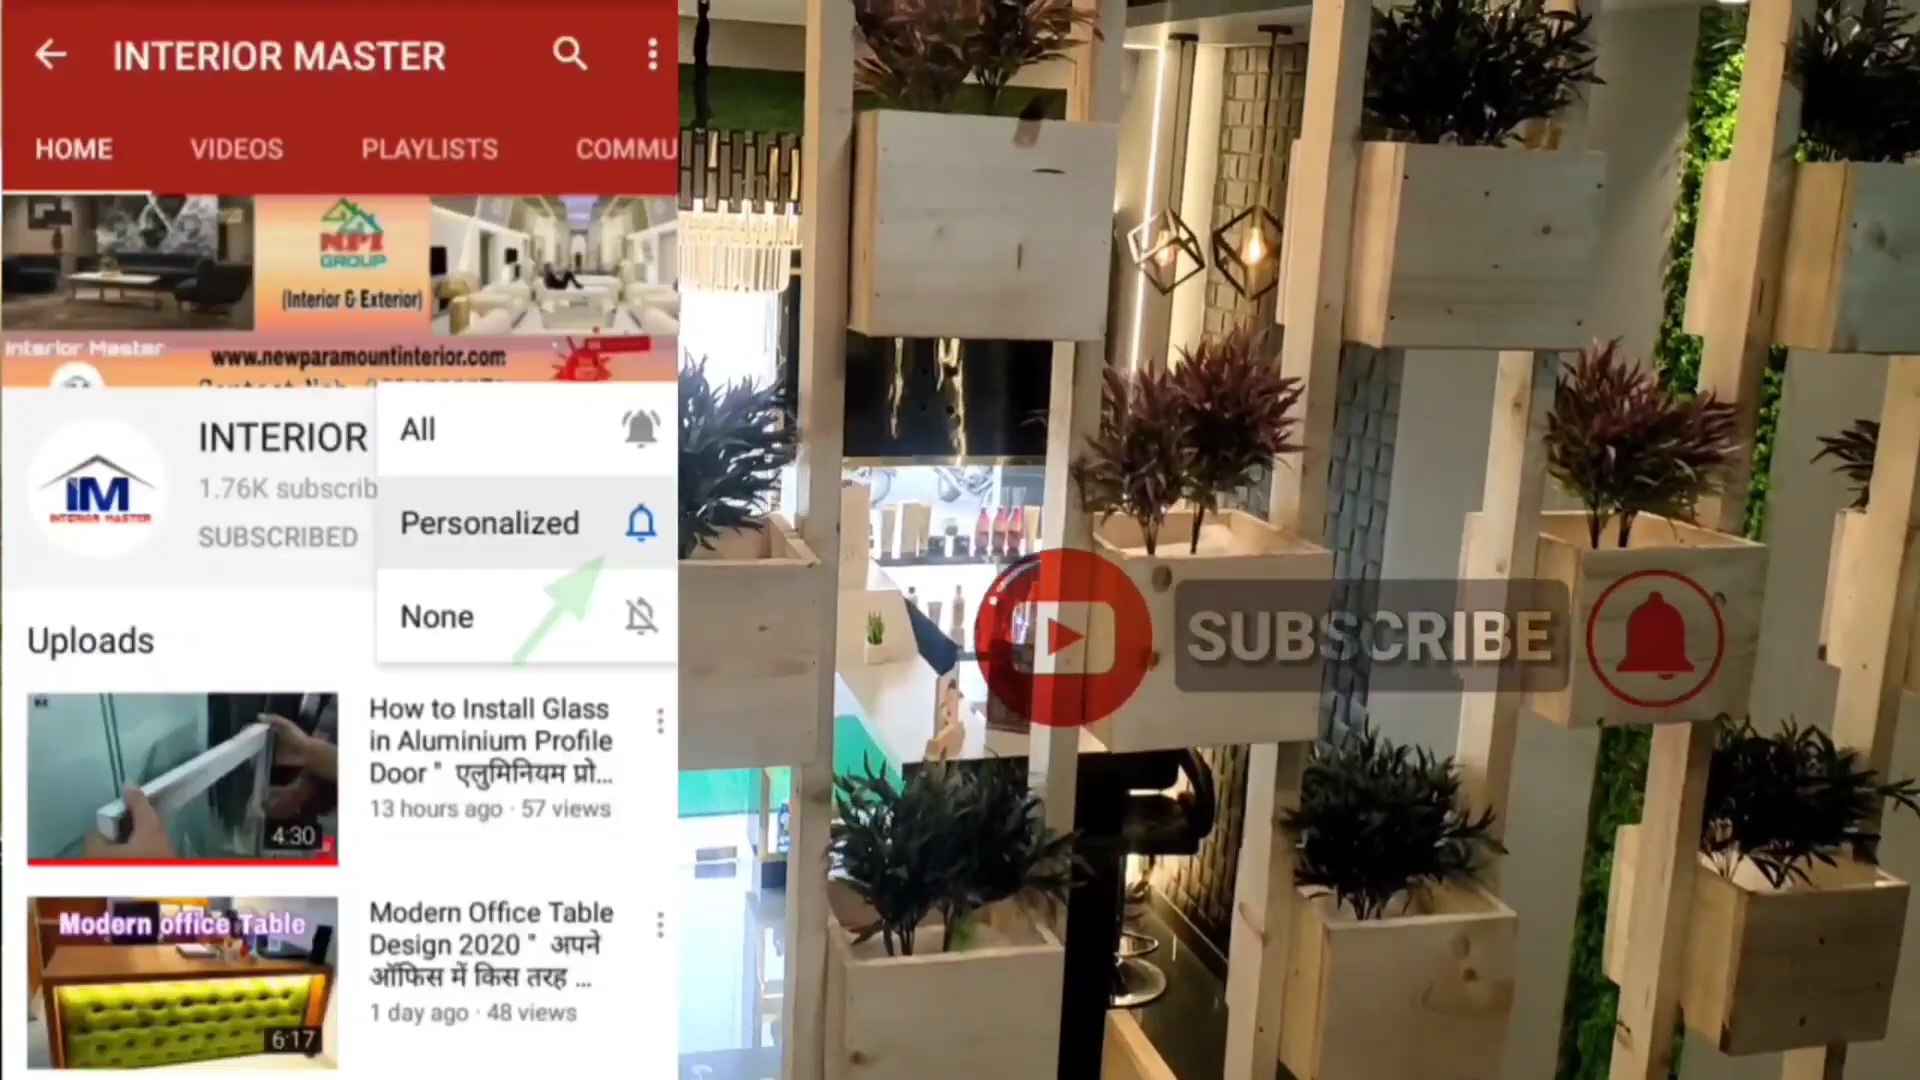 INTERIOR MASTER
HOME VIDEOS PLAYLISTS COMMU
NPI
GROUP
(Interior & Exterior)
Interior Master
www.newparamountinterior.com
INTERIOR
1.76K subscrib
SUBSCRIBED
IM
INTERIOR MASTER
All
Personalized
None
Uploads
How to Install Glass
in Aluminium Profile
Door " एलुमिनियम प्रो...
13 hours ago · 57 views
4:30
Modern office Table
Modern Office Table
Design 2020 " अपने
ऑफिस में किस तरह ...
1 day ago · 48 views
6:17
SUBSCRIBE